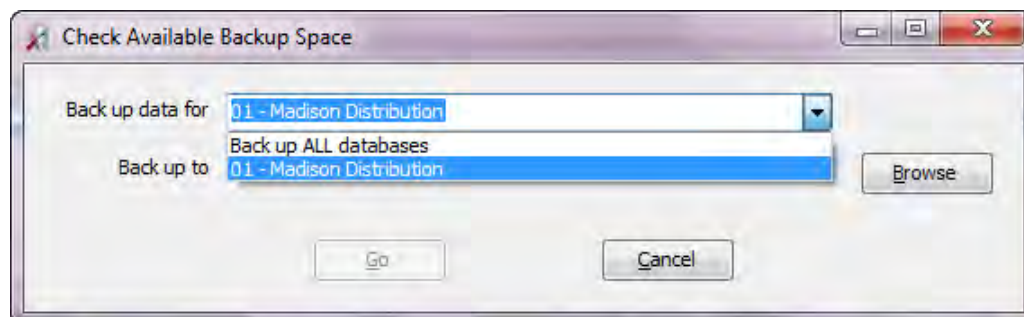 Check Available Backup Space
Back up data for 01 - Madison Distribution
Back up ALL databases
Back up to 01 - Madison Distribution
Browse
Go Cancel